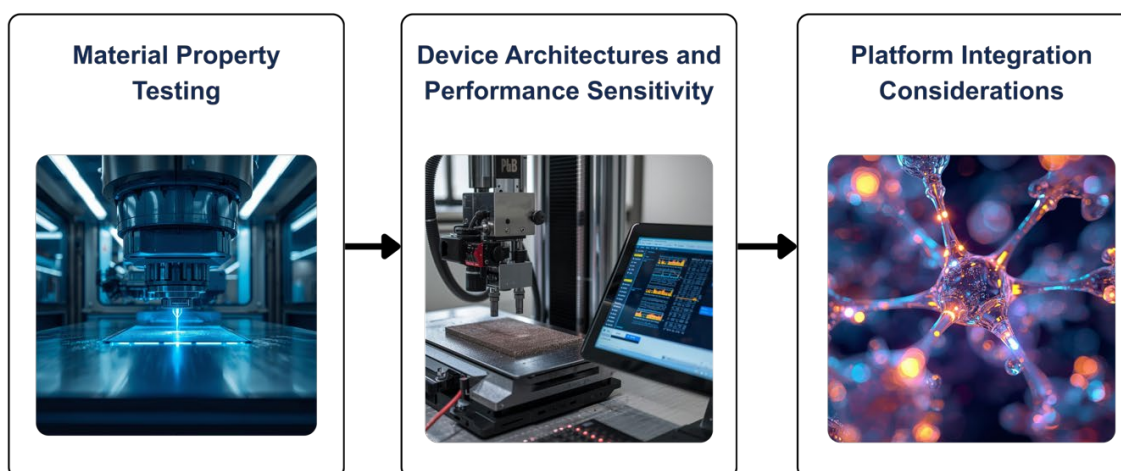 Material Property
Testing
Device Architectures and
Performance Sensitivity
Platform Integration
Considerations